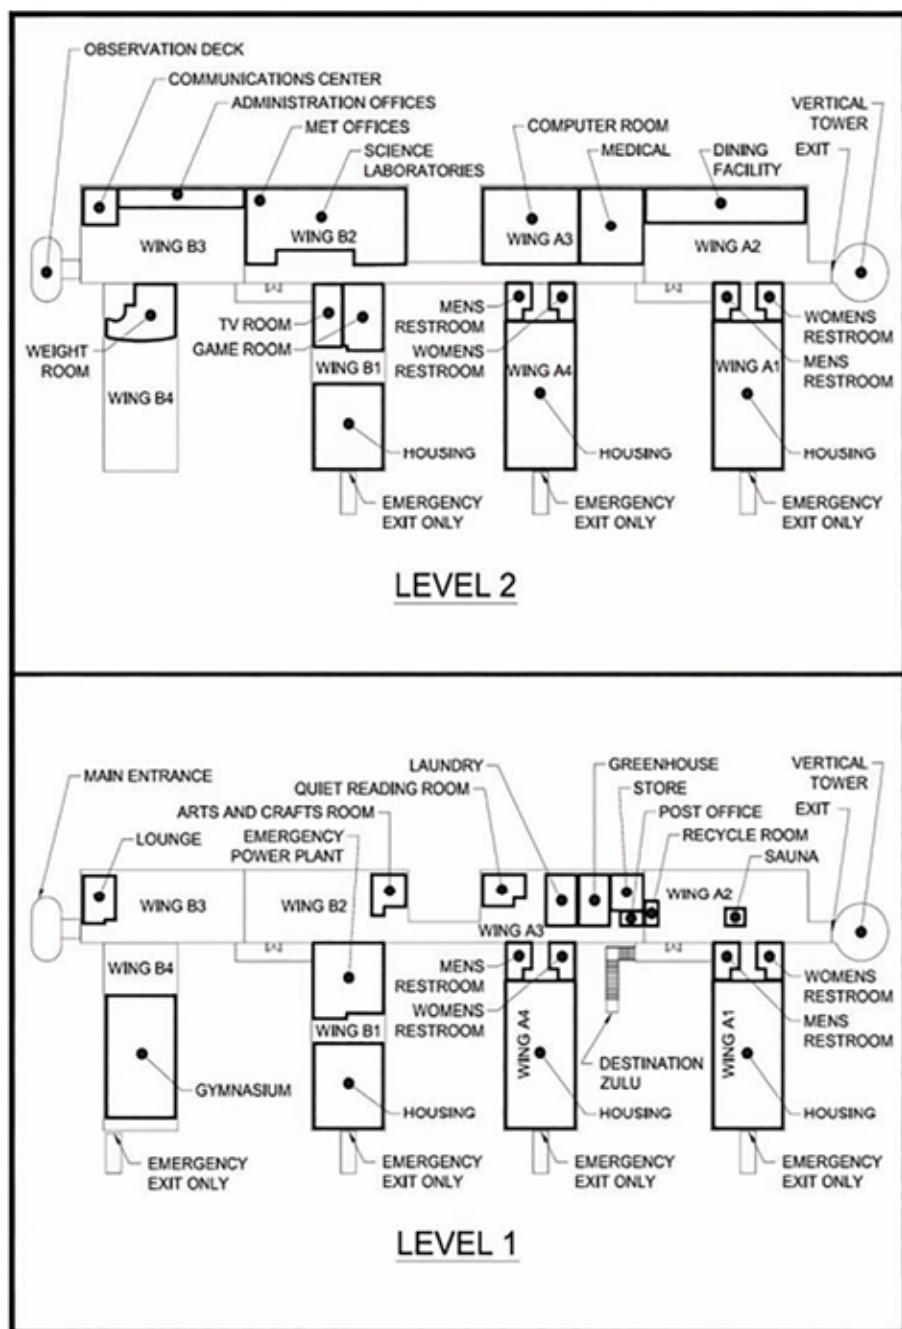 OBSERVATION DECK
COMMUNICATIONS CENTER
ADMINISTRATION OFFICES
MET OFFICES
SCIENCE
LABORATORIES
COMPUTER ROOM
MEDICAL
DINING
FACILITY
VERTICAL
TOWER
EXIT
WING B3
WING B2
WING A3
WING A2
WEIGHT
ROOM
TV ROOM
GAME ROOM
MENS
RESTROOM
WOMENS
RESTROOM
WOMENS
RESTROOM
MENS
RESTROOM
WING B4
WING B1
WING A4
WING A1
HOUSING
HOUSING
HOUSING
EMERGENCY
EXIT ONLY
EMERGENCY
EXIT ONLY
EMERGENCY
EXIT ONLY
LEVEL 2
MAIN ENTRANCE
LOUNGE
ARTS AND CRAFTS ROOM
EMERGENCY
POWER PLANT
LAUNDRY
QUIET READING ROOM
GREENHOUSE
STORE
POST OFFICE
RECYCLE ROOM
SAUNA
VERTICAL
TOWER
EXIT
WING B3
WING B2
WING A3
WING A2
WING B4
WING B1
MENS
RESTROOM
WOMENS
RESTROOM
WOMENS
RESTROOM
MENS
RESTROOM
WING A4
WING A1
DESTINATION
ZULU
GYMNASIUM
HOUSING
HOUSING
HOUSING
EMERGENCY
EXIT ONLY
EMERGENCY
EXIT ONLY
EMERGENCY
EXIT ONLY
EMERGENCY
EXIT ONLY
LEVEL 1